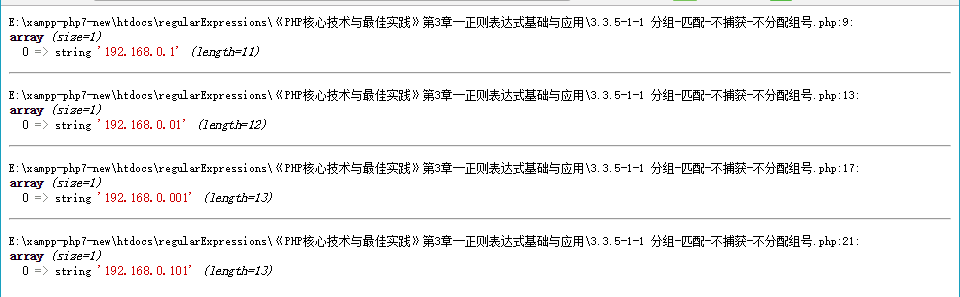 E:\xampp-php7-new\htdocs\regularExpressions\《PHP核心技术与最佳实践》第3章—正则表达式基础与应用\3.3.5-1-1 分组-匹配-不捕获-不分配组号.php:9:
array (size=1)
0 => string '192.168.0.1' (length=11)
E:\xampp-php7-new\htdocs\regularExpressions\《PHP核心技术与最佳实践》第3章—正则表达式基础与应用\3.3.5-1-1 分组-匹配-不捕获-不分配组号.php:13:
array (size=1)
0 => string '192.168.0.01' (length=12)
E:\xampp-php7-new\htdocs\regularExpressions\《PHP核心技术与最佳实践》第3章—正则表达式基础与应用\3.3.5-1-1 分组-匹配-不捕获-不分配组号.php:17:
array (size=1)
0 => string '192.168.0.001' (length=13)
E:\xampp-php7-new\htdocs\regularExpressions\《PHP核心技术与最佳实践》第3章—正则表达式基础与应用\3.3.5-1-1 分组-匹配-不捕获-不分配组号.php:21:
array (size=1)
0 => string '192.168.0.101' (length=13)